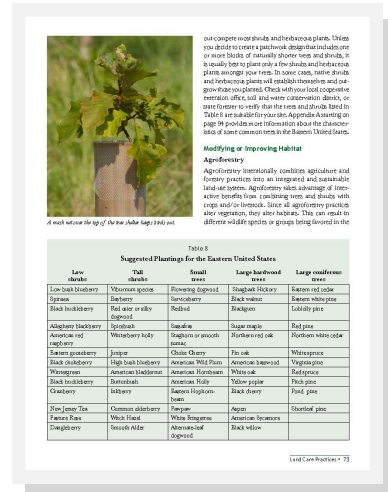 out-compete most shrubs and herbaceous plants. Unless
you decide to create a patchwork design that includes one
or more blocks of naturally shorter trees and shrubs, it
is usually best to plant only a few shrubs and herbaceous
plants amongst your trees. In some cases, native shrubs
and herbaceous plants will establish themselves and out-
grow those you planted. Check with your local cooperative
extension office, soil and water conservation district, or
state forester to verify that the trees and shrubs listed in
Table 8 are suitable for your site. Appendix A starting on
page 94 provides more information about the character-
istics of some common trees in the Eastern United States.
Modifying or Improving Habitat
Agroforestry
Agroforestry intentionally combines agriculture and
forestry practices into an integrated and sustainable
land-use system. Agroforestry takes advantage of inter-
active benefits from combining trees and shrubs with
crops and/or livestock. Since all agroforestry practices
alter vegetation, they alter habitats. This can result in
different wildlife species or groups being favored in the
A mesh net over the top of the tree shelter keeps birds out.
Table 8
Suggested Plantings for the Eastern United States
Low shrubs Tall shrubs Small trees Large hardwood trees Large coniferous trees
Low bush blueberry Viburnum species Flowering dogwood Shagbark Hickory Eastern red cedar
Spiraea Bayberry Serviceberry Black walnut Eastern white pine
Black huckleberry Red osier or silky dogwood Redbud Blackgum Loblolly pine
Allegheny blackberry Spicebush Sassafras Sugar maple Red pine
American red raspberry Winterberry holly Staghorn or smooth sumac Northern red oak Northern white cedar
Eastern gooseberry Juniper Choke Cherry Pin oak White spruce
Black chokeberry High bush blueberry American Wild Plum American basswood Virginia pine
Wintergreen American bladdernut American Hornbeam White oak Red spruce
Black huckleberry Buttonbush American Holly Yellow poplar Pitch pine
Cranberry Inkberry Eastern Hophorn-beam Black cherry Pond pine
New Jersey Tea Common elderberry Pawpaw Aspen Shortleaf pine
Pasture Rose Witch Hazel White Fringetree American Sycamore
Dangleberry Smooth Alder Alternate-leaf dogwood Black willow
Land Care Practices • 73